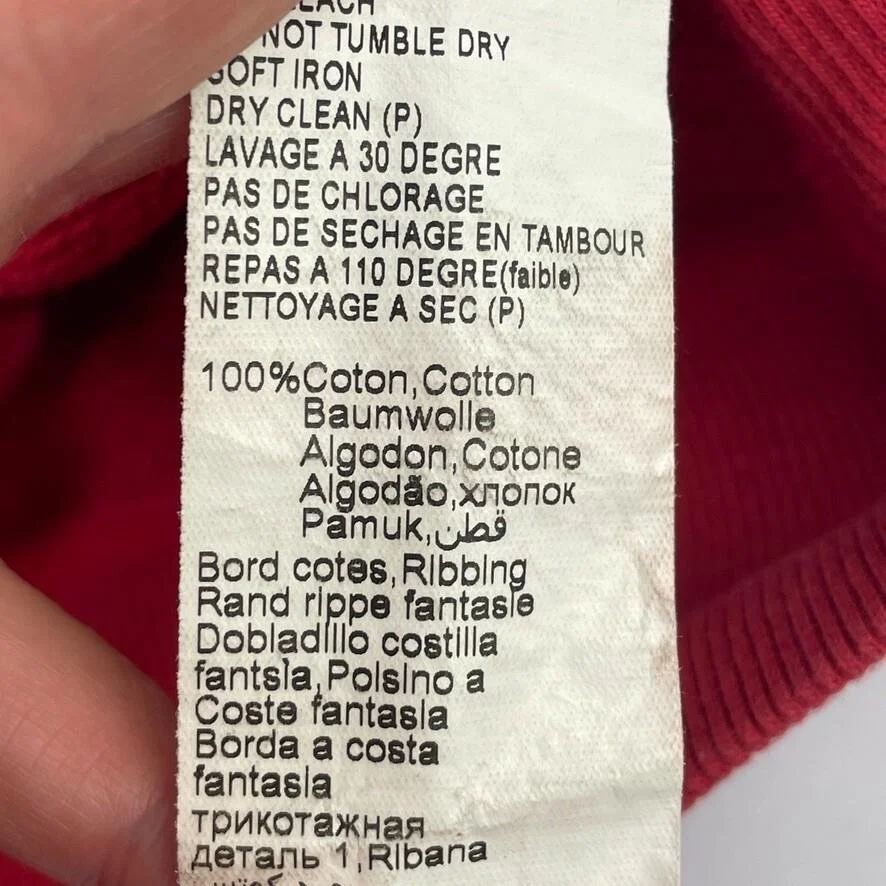 NOT TUMBLE DRY
SOFT IRON
DRY CLEAN (P)
LAVAGE A 30 DEGRE
PAS DE CHLORAGE
PAS DE SECHAGE EN TAMBOUR
REPAS A 110 DEGRE(faible)
NETTOYAGE A SEC (P)
100%Coton,Cotton
Baumwolle
Algodon,Cotone
Algodão,хлопок
Pamuk,قطن
Bord cotes,Ribbing
Rand rippe fantasie
Dobladillo costilla
fantsìa,Polsino a
Coste fantasia
Borda a costa
fantasia
трикотажная
деталь 1,Ribana